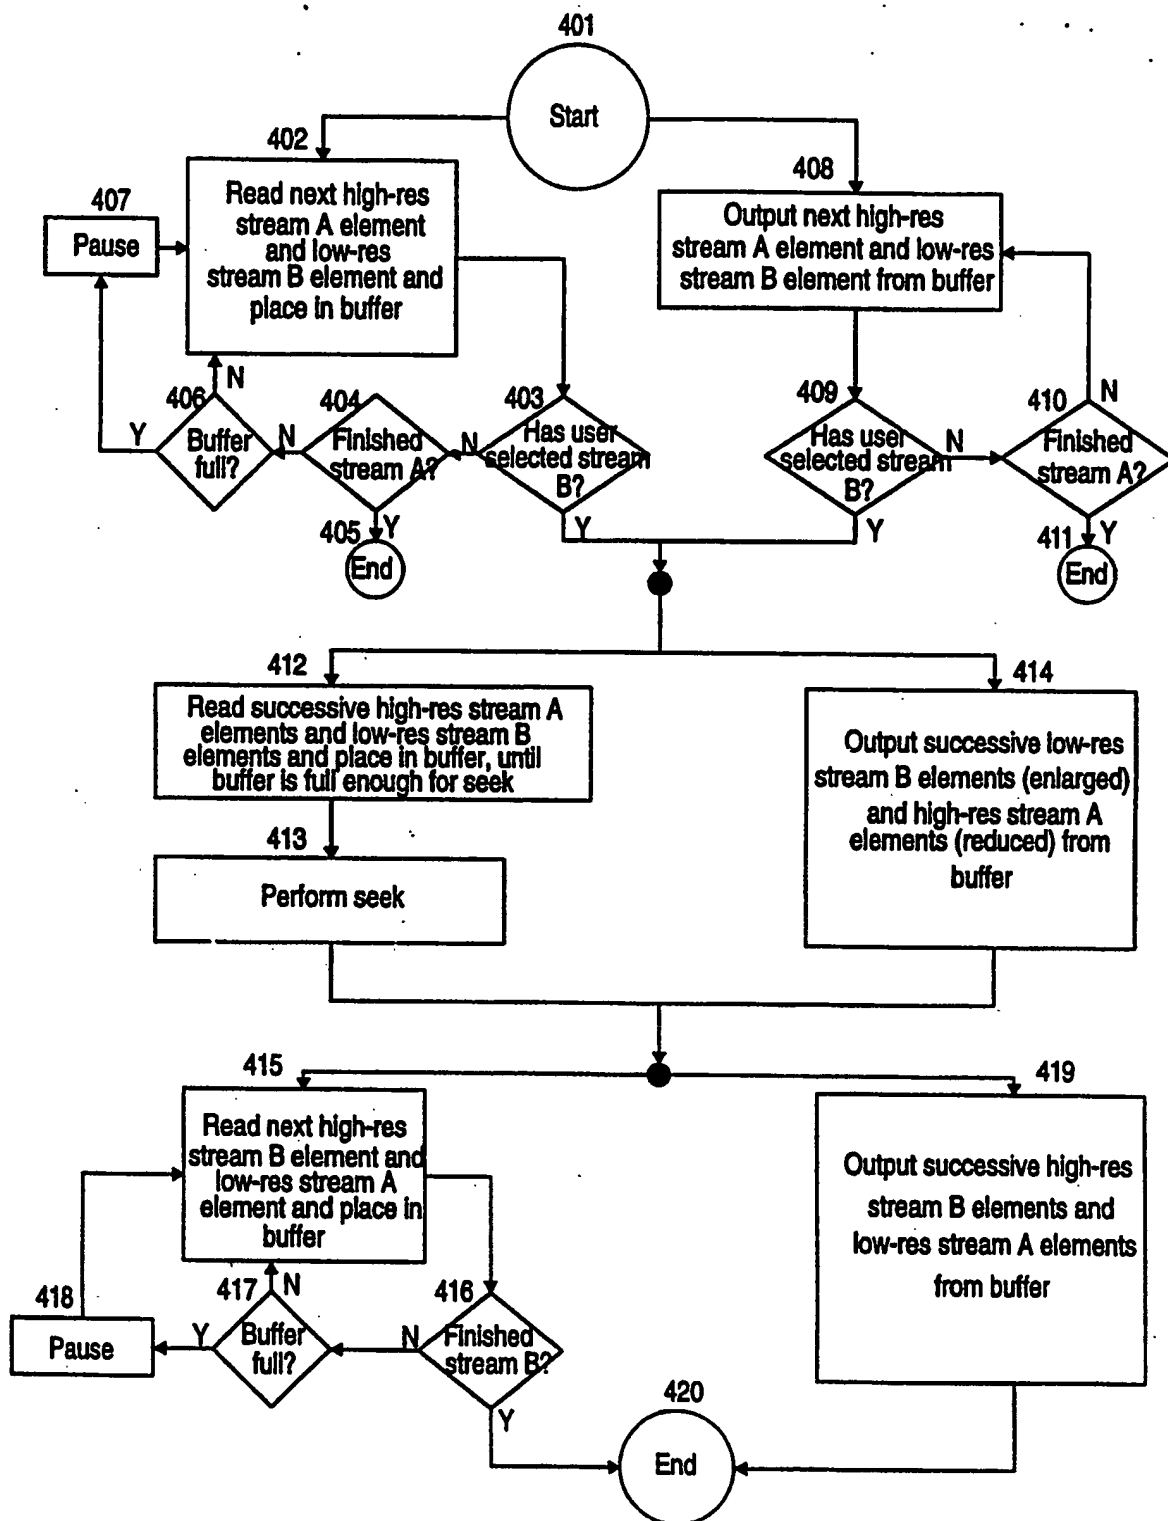 401
Start
402
Read next high-res
stream A element
and low-res
stream B element and
place in buffer
407
Pause
408
Output next high-res
stream A element and low-res
stream B element from buffer
406
N
Y
Buffer
full?
N
404
Finished
stream A?
N
403
Has user
selected stream
B?
Y
405
End
Y
409
Has user
selected stream
B?
N
Y
410
N
Finished
stream A?
Y
411
End
412
Read successive high-res stream A
elements and low-res stream B
elements and place in buffer, until
buffer is full enough for seek
413
Perform seek
414
Output successive low-res
stream B elements (enlarged)
and high-res stream A
elements (reduced) from
buffer
415
Read next high-res
stream B element and
low-res stream A
element and place in
buffer
419
Output successive high-res
stream B elements and
low-res stream A elements
from buffer
418
Pause
Y
417
N
Buffer
full?
N
416
Finished
stream B?
Y
420
End